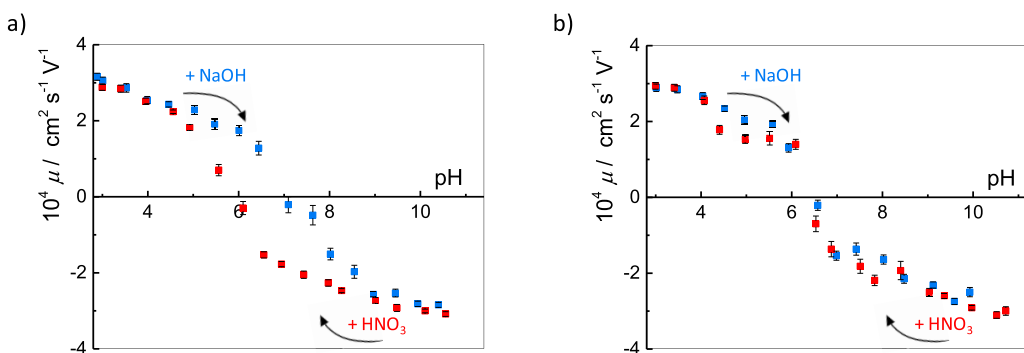 a)
4
2
0
-2
-4
10⁴ μ / cm² s⁻¹ V⁻¹
+ NaOH
pH
4
6
8
10
+ HNO₃
b)
4
2
0
-2
-4
10⁴ μ / cm² s⁻¹ V⁻¹
+ NaOH
pH
4
6
8
10
+ HNO₃